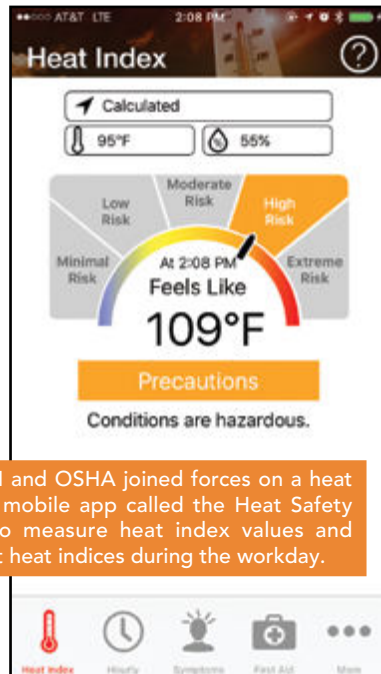 AT&T LTE 2:08 PM
Heat Index ?
Calculated
95°F 55%
Moderate
Risk
Low
Risk
High
Risk
Minimal
Risk
Extreme
Risk
At 2:08 PM
Feels Like
109°F
Precautions
Conditions are hazardous.
and OSHA joined forces on a heat
mobile app called the Heat Safety
o measure heat index values and
t heat indices during the workday.
Heat Index Hourly Symptoms First Aid More